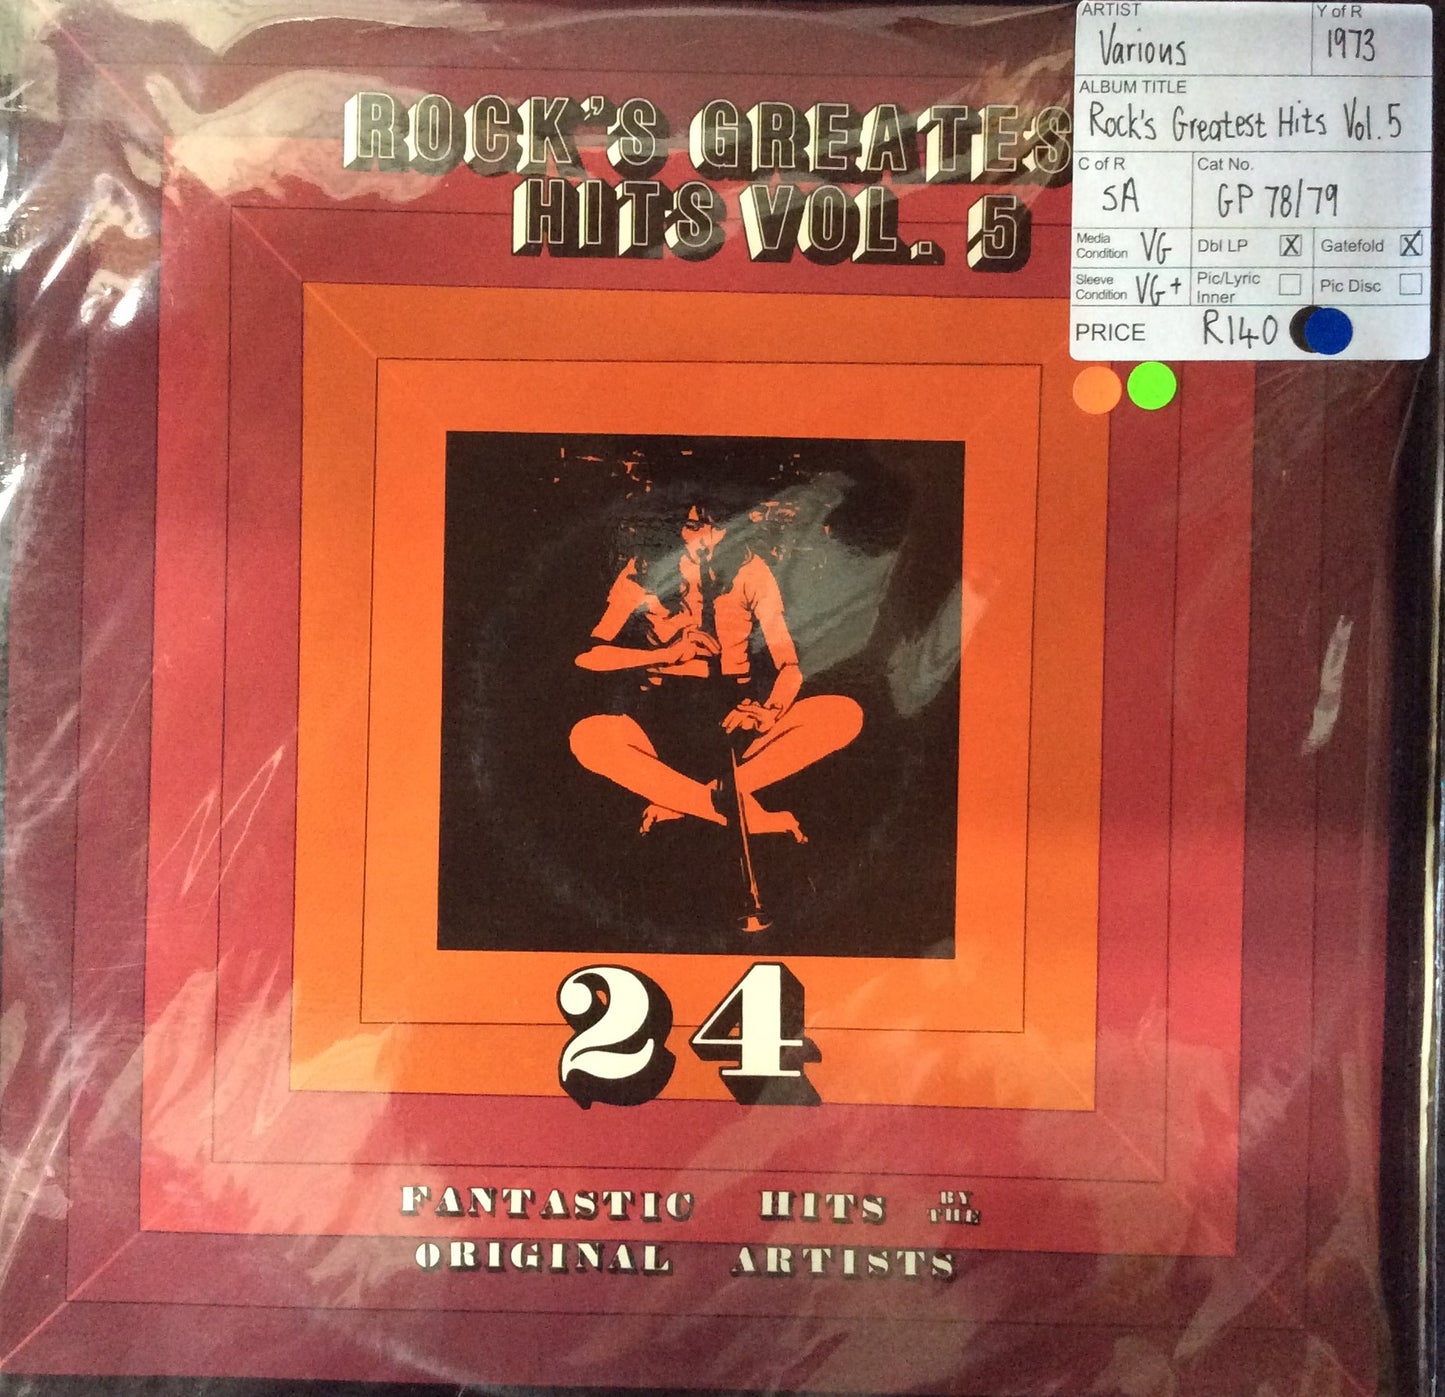 ROCK'S GREATES
HITS VOL. 5
24
FANTASTIC HITS BY THE
ORIGINAL ARTISTS
ARTIST
Various
Y of R
1973
ALBUM TITLE
Rock's Greatest Hits Vol. 5
C of R
SA
Cat No.
GP 78/79
Media Condition VG
Dbl LP X
Gatefold X
Sleeve Condition VG+
Pic/Lyric Inner
Pic Disc
PRICE R140